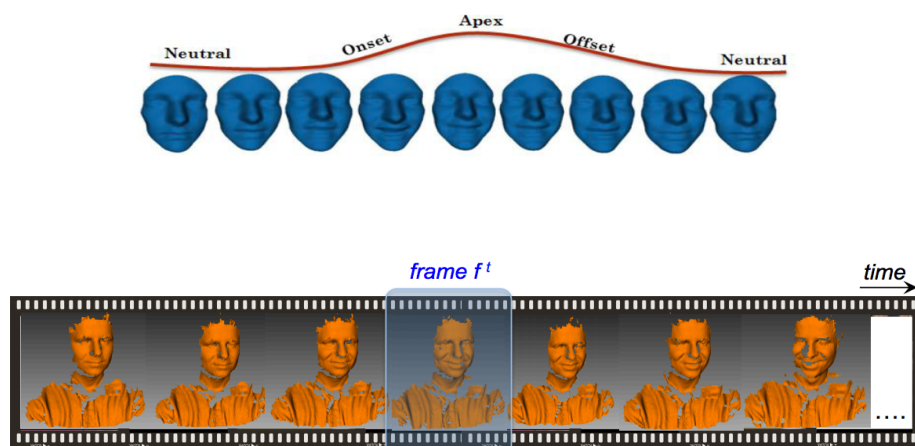 Apex
Onset
Offset
Neutral
Neutral
frame f t
time
....